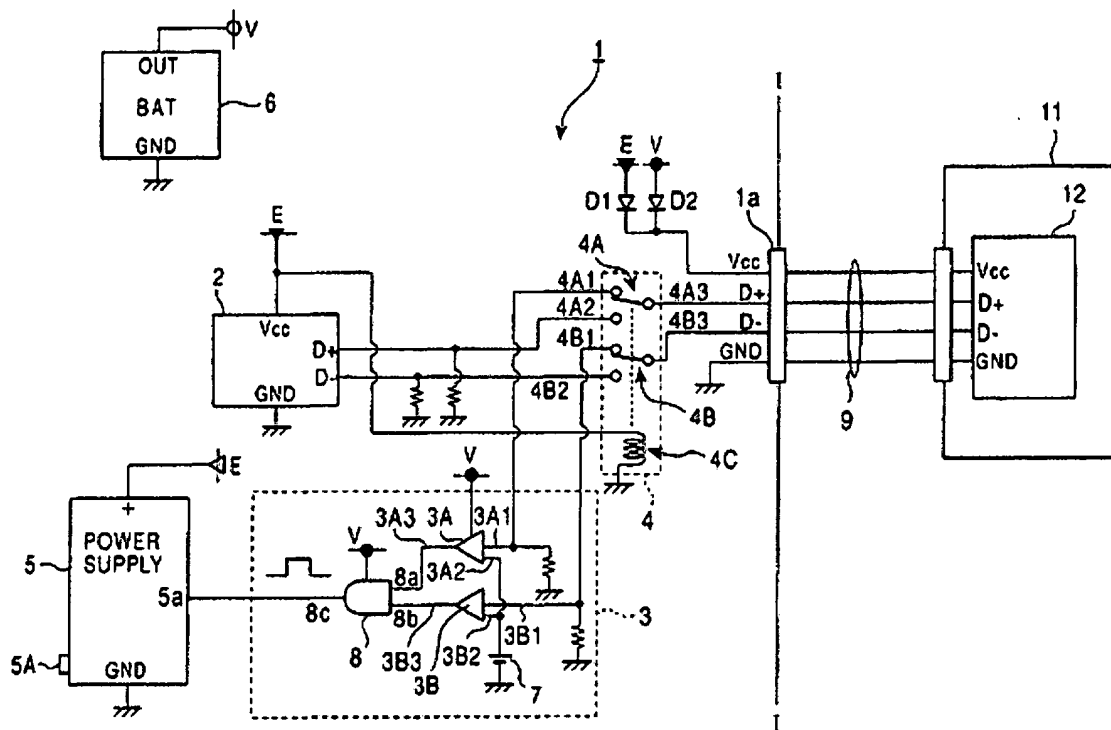 V
OUT
BAT
GND
6
1
E
V
D1
D2
1a
11
12
E
2
Vcc
D+
D-
GND
4A
4A1
4A2
4B1
4B2
4A3
4B3
4B
4C
4
Vcc
D+
D-
GND
9
Vcc
D+
D-
GND
I
I
E
+
POWER
SUPPLY
5
5a
5A
GND
V
V
3A3
3A
3A1
3A2
8a
8b
8c
8
3B3
3B
3B2
3B1
7
3